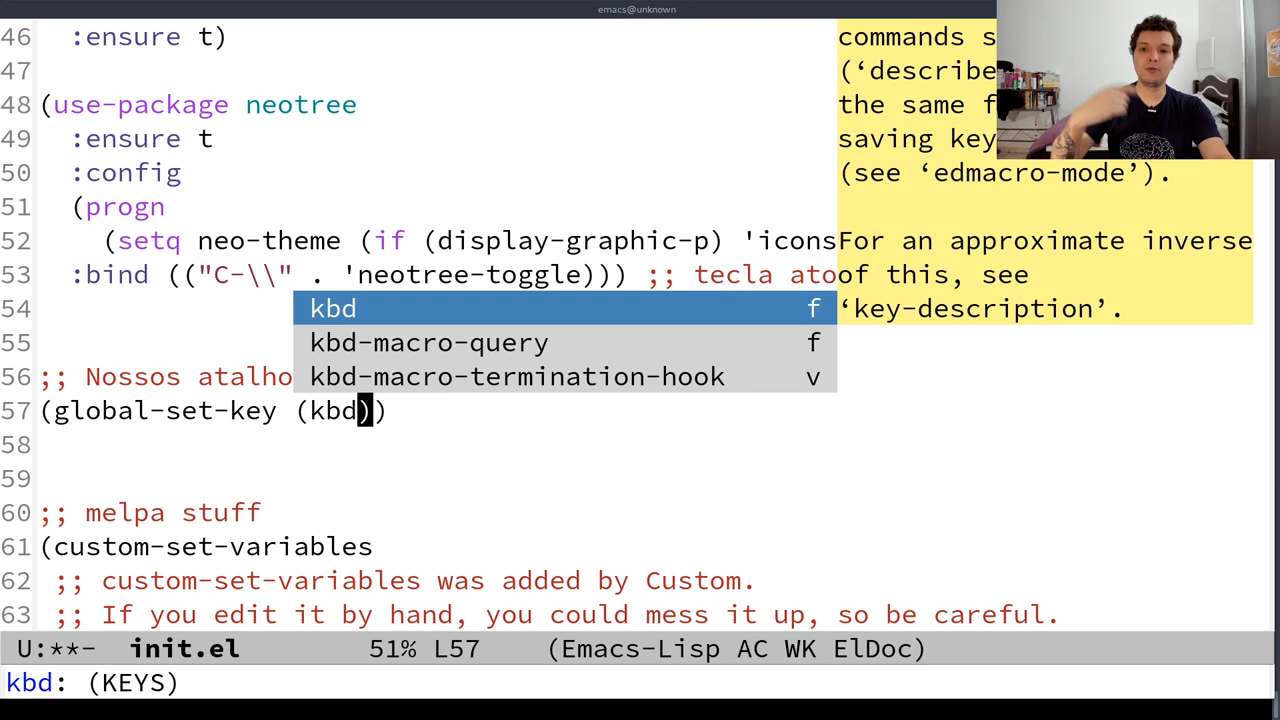 emacs@unknown
46 :ensure t)
47
48 (use-package neotree
49 :ensure t
50 :config
51 (progn
52 (setq neo-theme (if (display-graphic-p) 'icons
53 :bind (("C-\\" . 'neotree-toggle))) ;; tecla ato
54
55
56 ;; Nossos atalho
57 (global-set-key (kbd))
58
59
60 ;; melpa stuff
61 (custom-set-variables
62 ;; custom-set-variables was added by Custom.
63 ;; If you edit it by hand, you could mess it up, so be careful.
kbd f
kbd-macro-query f
kbd-macro-termination-hook v
commands s
(‘describe
the same f
saving key
(see ‘edmacro-mode’).
For an approximate inverse
of this, see
‘key-description’.
U:**- init.el 51% L57 (Emacs-Lisp AC WK ElDoc)
kbd: (KEYS)